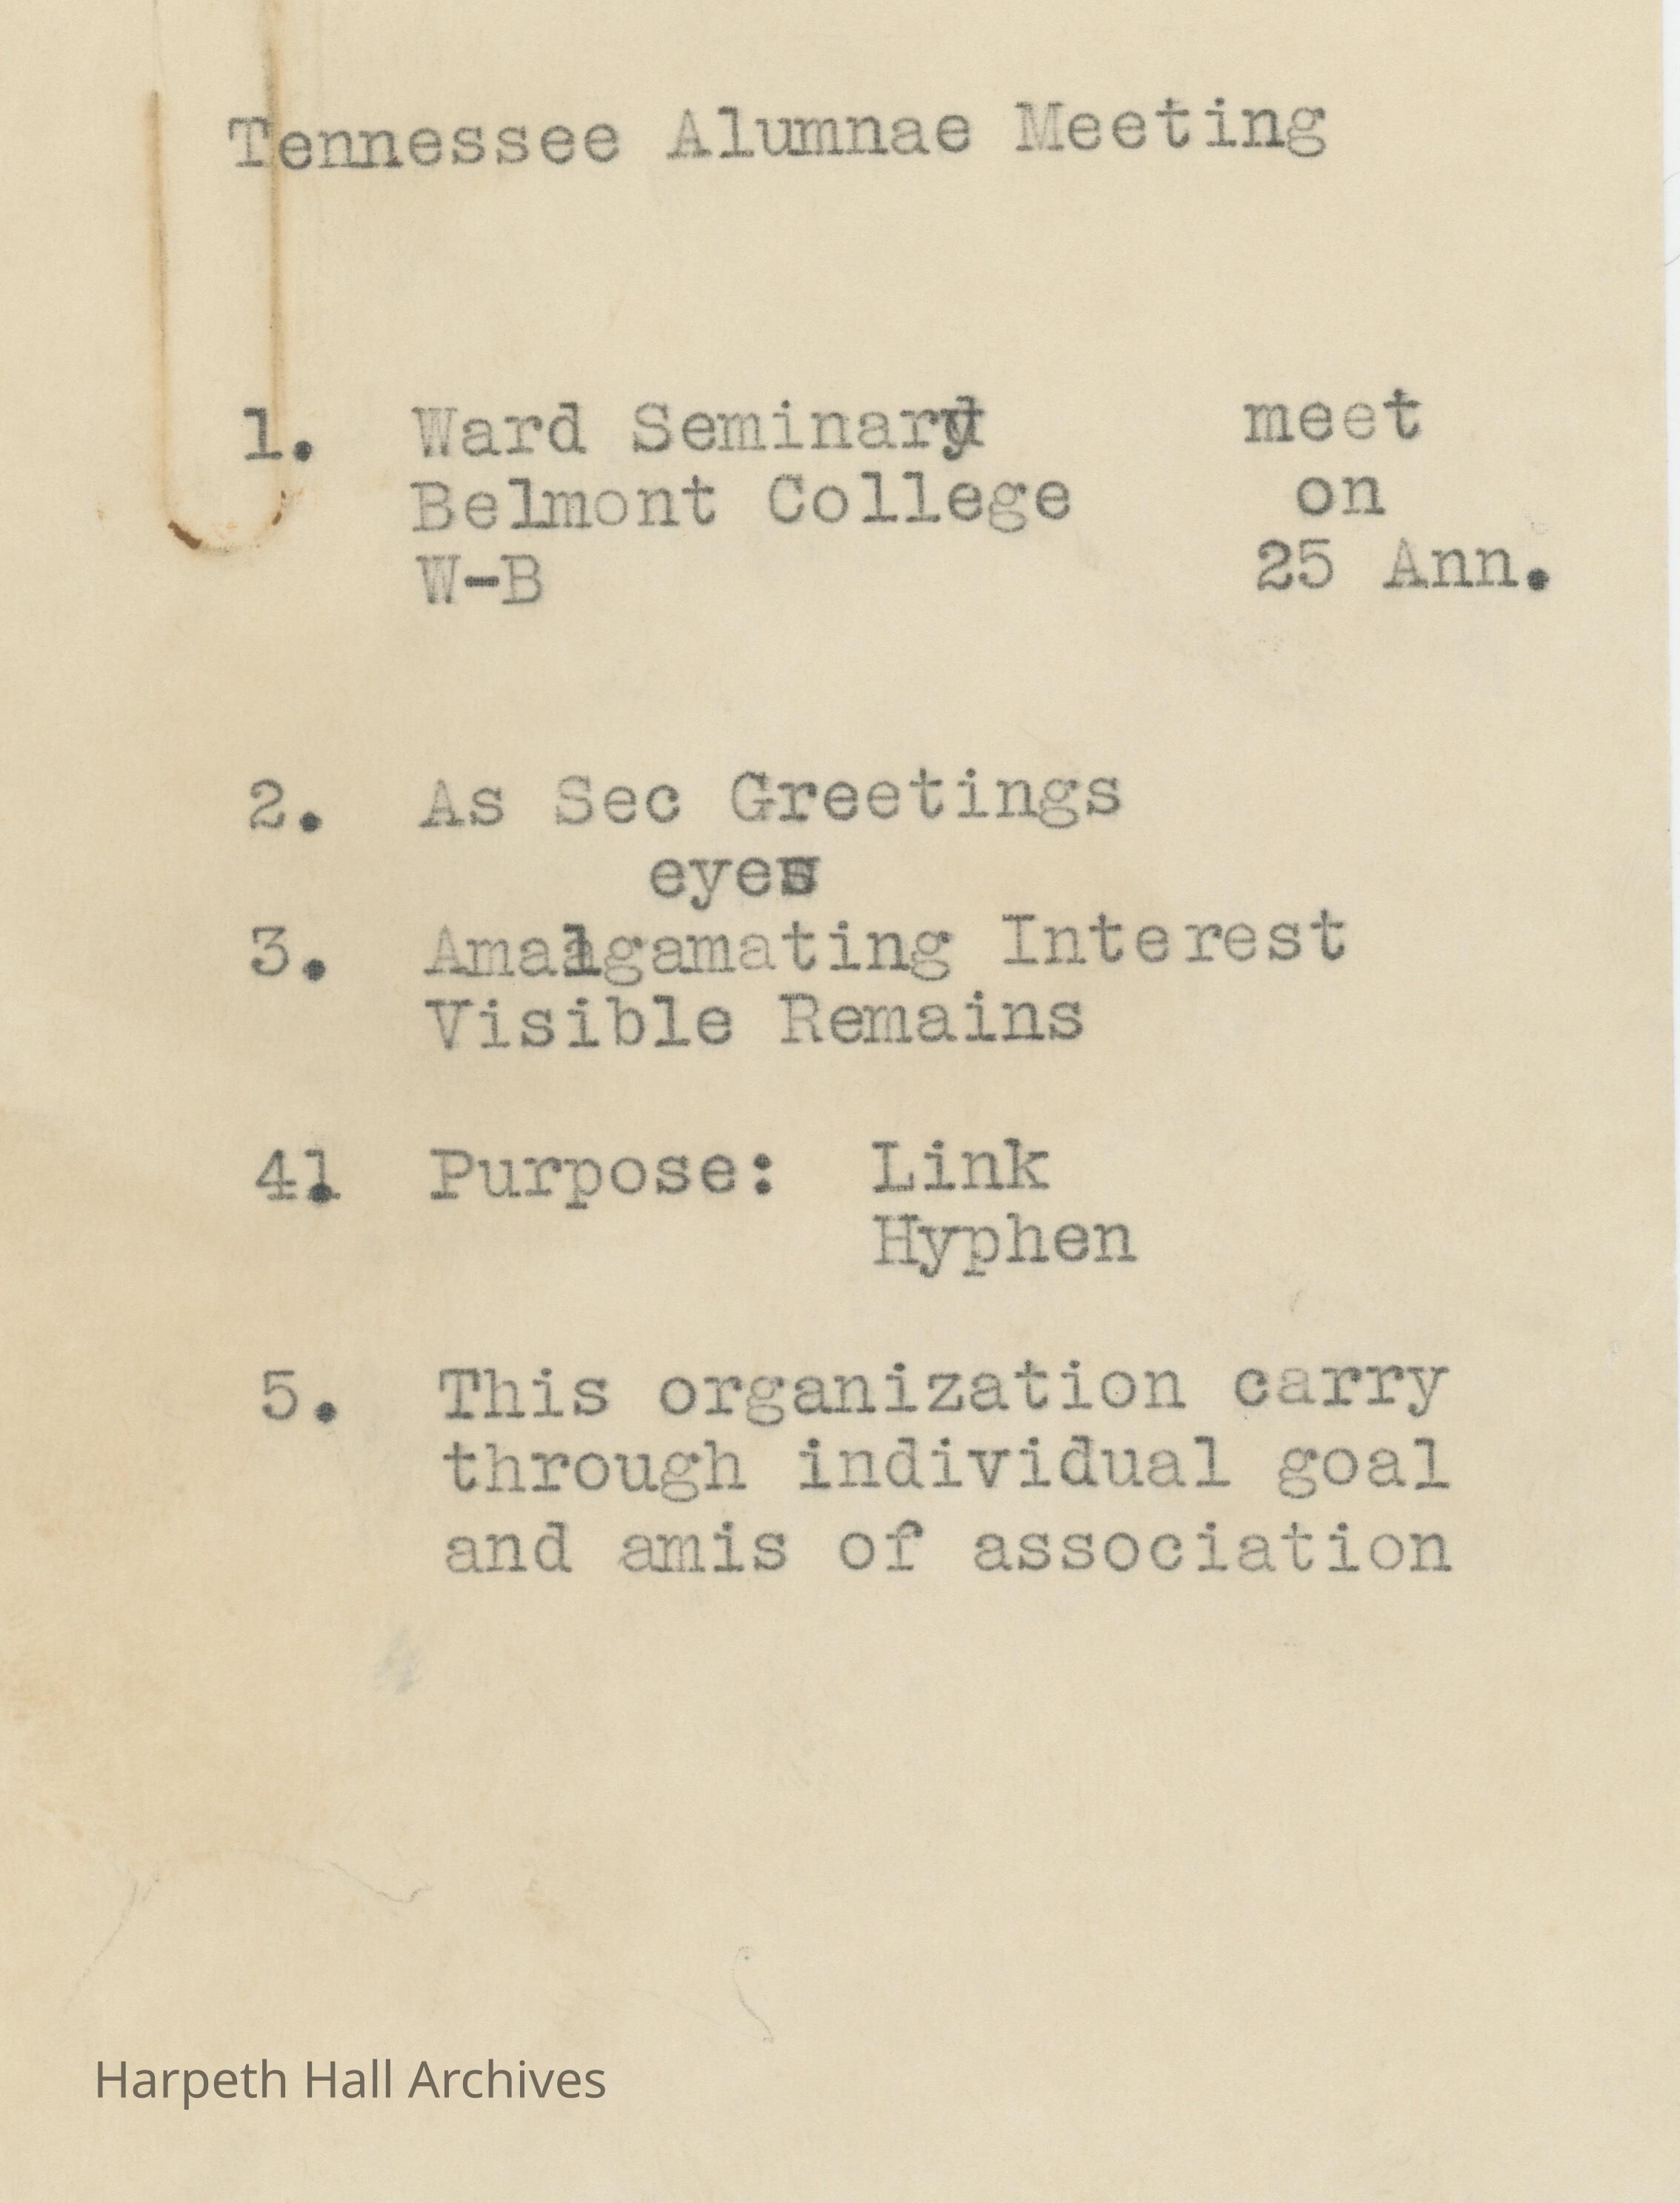 Tennessee Alumnae Meeting
1. Ward Seminary meet
Belmont College on
W-B 25 Ann.
2. As Sec Greetings
eyes
3. Amalgamating Interest
Visible Remains
4. Purpose: Link
Hyphen
5. This organization carry
through individual goal
and amis of association
Harpeth Hall Archives